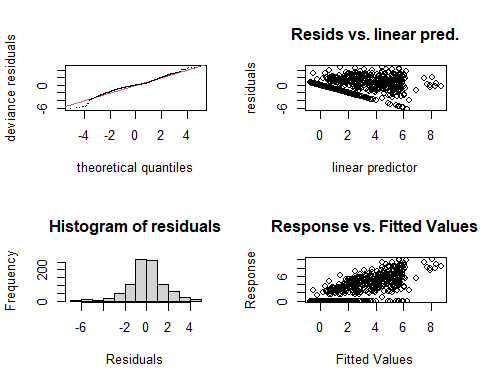 deviance residuals
-6 0
-4 -2 0 2 4
theoretical quantiles
Resids vs. linear pred.
residuals
-6 0
0 2 4 6 8
linear predictor
Histogram of residuals
Frequency
0 200
-6 -2 0 2 4
Residuals
Response vs. Fitted Values
Response
0 6
0 2 4 6 8
Fitted Values